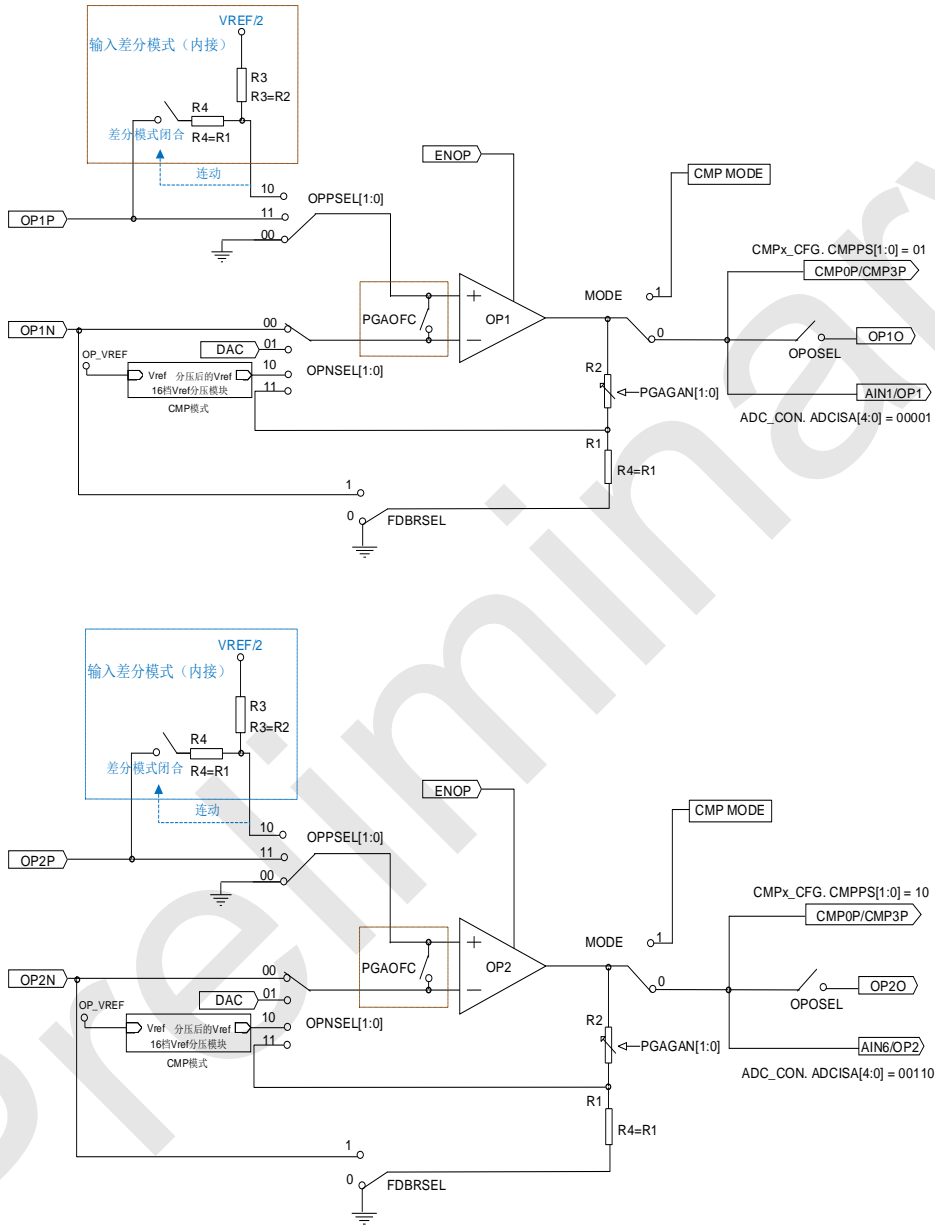 VREF/2
输入差分模式（内接）
R3
R3=R2
R4
R4=R1
差分模式闭合
连动
ENOP
CMP MODE
10
OPPSEL[1:0]
OP1P
11
00
CMPx_CFG. CMPPS[1:0] = 01
CMP0P/CMP3P
MODE
1
0
PGAOFC
+
−
OP1
OP1N
00
DAC
01
OP_VREF
10
OPNSEL[1:0]
Vref 分压后的Vref
16档Vref分压模块
11
CMP模式
OP1O
OPOSEL
R2
PGAGAN[1:0]
AIN1/OP1
ADC_CON. ADCISA[4:0] = 00001
R1
R4=R1
1
0
FDBRSEL
VREF/2
输入差分模式（内接）
R3
R3=R2
R4
R4=R1
差分模式闭合
连动
ENOP
CMP MODE
10
OPPSEL[1:0]
OP2P
11
00
CMPx_CFG. CMPPS[1:0] = 10
CMP0P/CMP3P
MODE
1
0
PGAOFC
+
−
OP2
OP2N
00
DAC
01
OP_VREF
10
OPNSEL[1:0]
Vref 分压后的Vref
16档Vref分压模块
11
CMP模式
OP2O
OPOSEL
R2
PGAGAN[1:0]
AIN6/OP2
ADC_CON. ADCISA[4:0] = 00110
R1
R4=R1
1
0
FDBRSEL
Preliminary